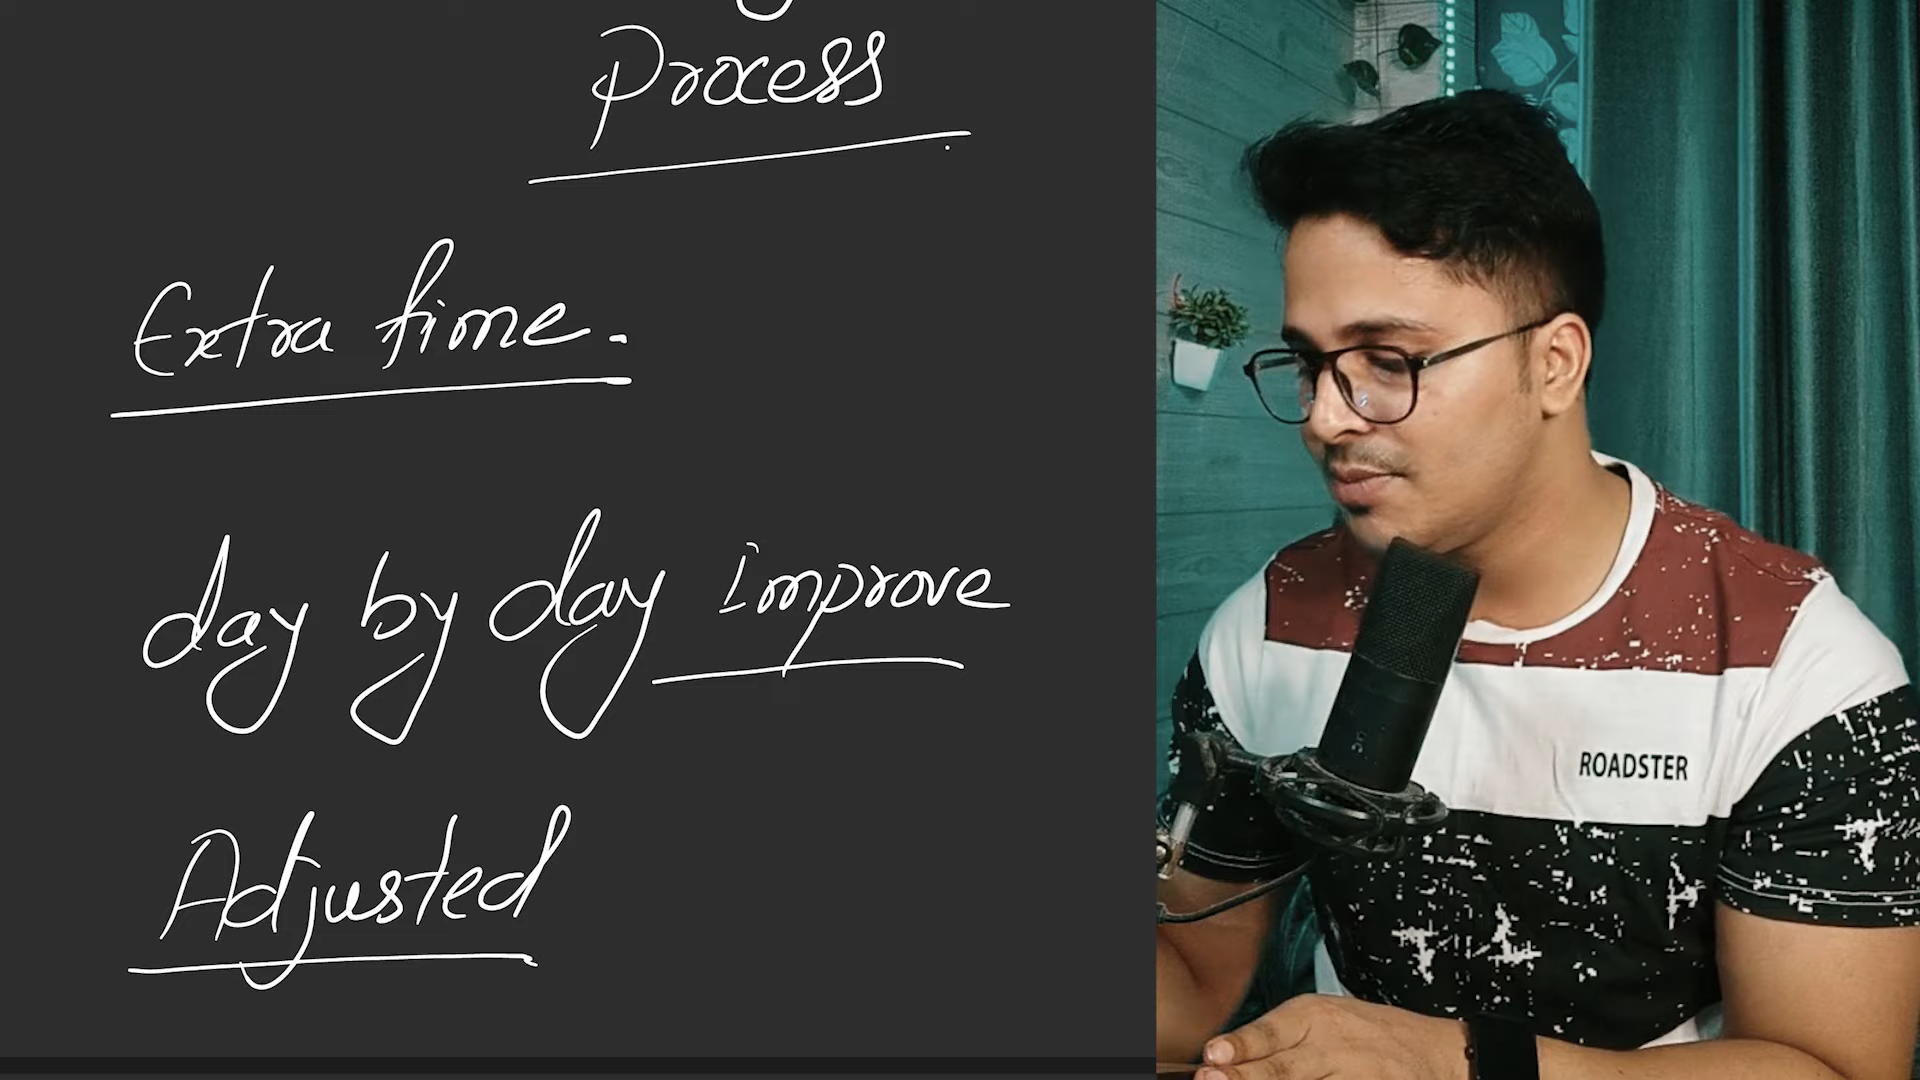 Process
Extra time.
day by day improve
Adjusted
ROADSTER